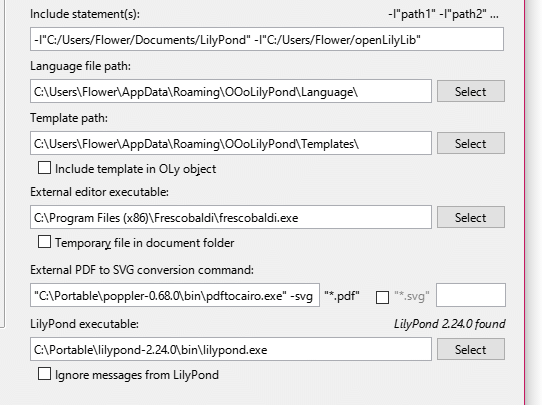 Include statement(s): -I"path1" -I"path2" ...
-I"C:/Users/Flower/Documents/LilyPond" -I"C:/Users/Flower/openLilyLib"
Language file path:
C:\Users\Flower\AppData\Roaming\OOoLilyPond\Language\ Select
Template path:
C:\Users\Flower\AppData\Roaming\OOoLilyPond\Templates\ Select
Include template in OLy object
External editor executable:
C:\Program Files (x86)\Frescobaldi\frescobaldi.exe Select
Temporary file in document folder
External PDF to SVG conversion command:
"C:\Portable\poppler-0.68.0\bin\pdftocairo.exe" -svg "*.pdf" "*.svg"
LilyPond executable: LilyPond 2.24.0 found
C:\Portable\lilypond-2.24.0\bin\lilypond.exe Select
Ignore messages from LilyPond